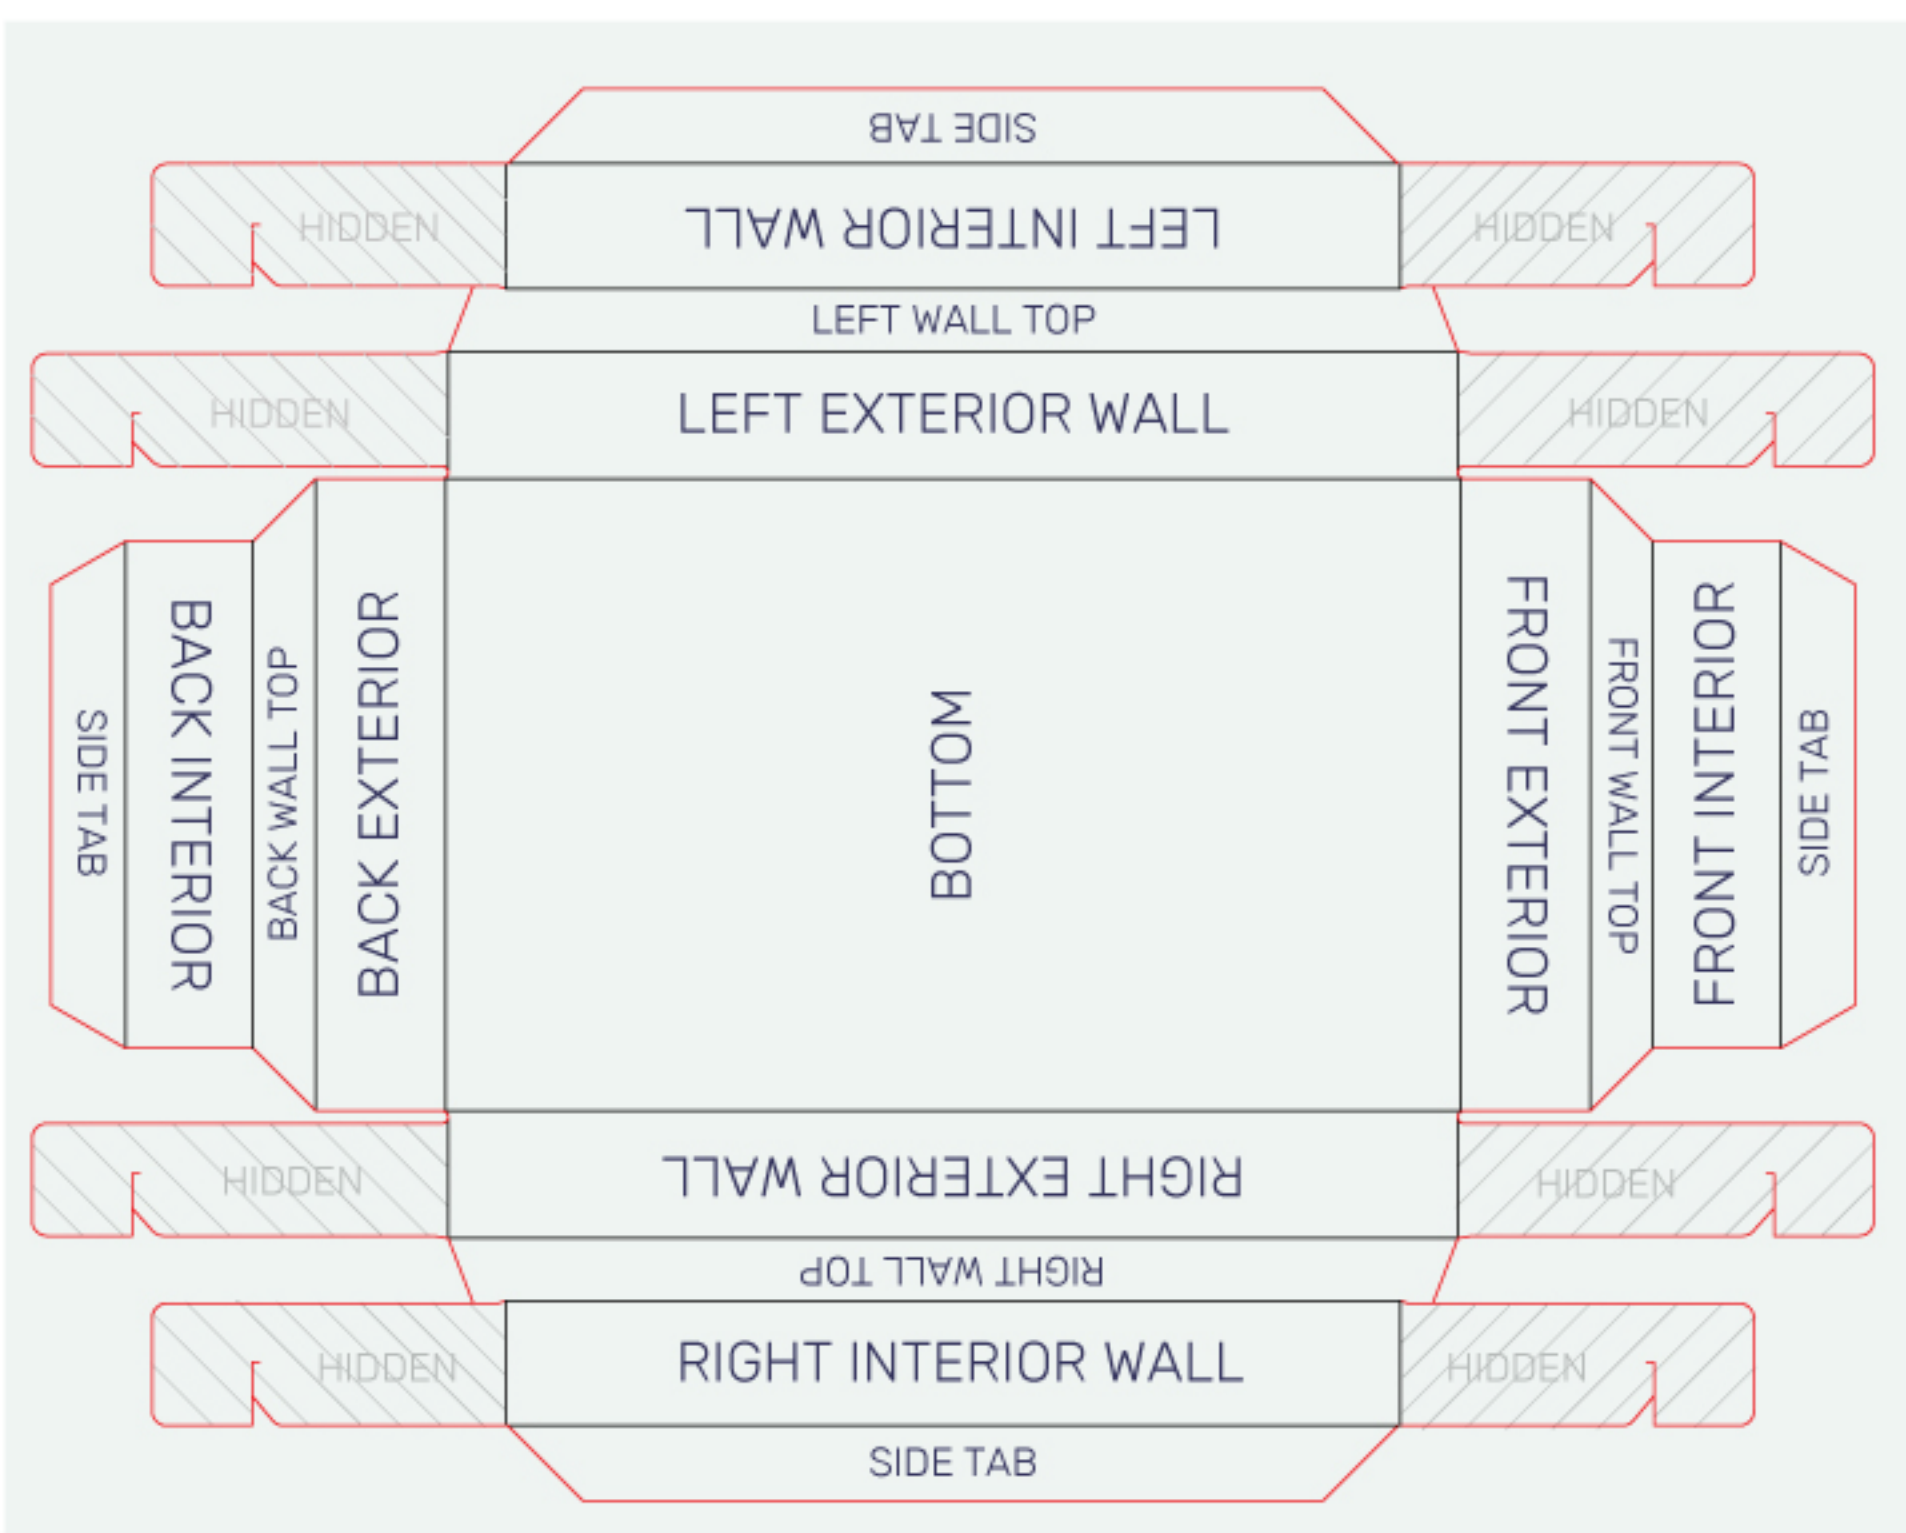 SIDE TAB
HIDDEN
LEFT INTERIOR WALL
HIDDEN
LEFT WALL TOP
HIDDEN
LEFT EXTERIOR WALL
HIDDEN
SIDE TAB
BACK INTERIOR
BACK WALL TOP
BACK EXTERIOR
BOTTOM
FRONT EXTERIOR
FRONT WALL TOP
FRONT INTERIOR
SIDE TAB
HIDDEN
RIGHT EXTERIOR WALL
HIDDEN
RIGHT WALL TOP
HIDDEN
RIGHT INTERIOR WALL
HIDDEN
SIDE TAB